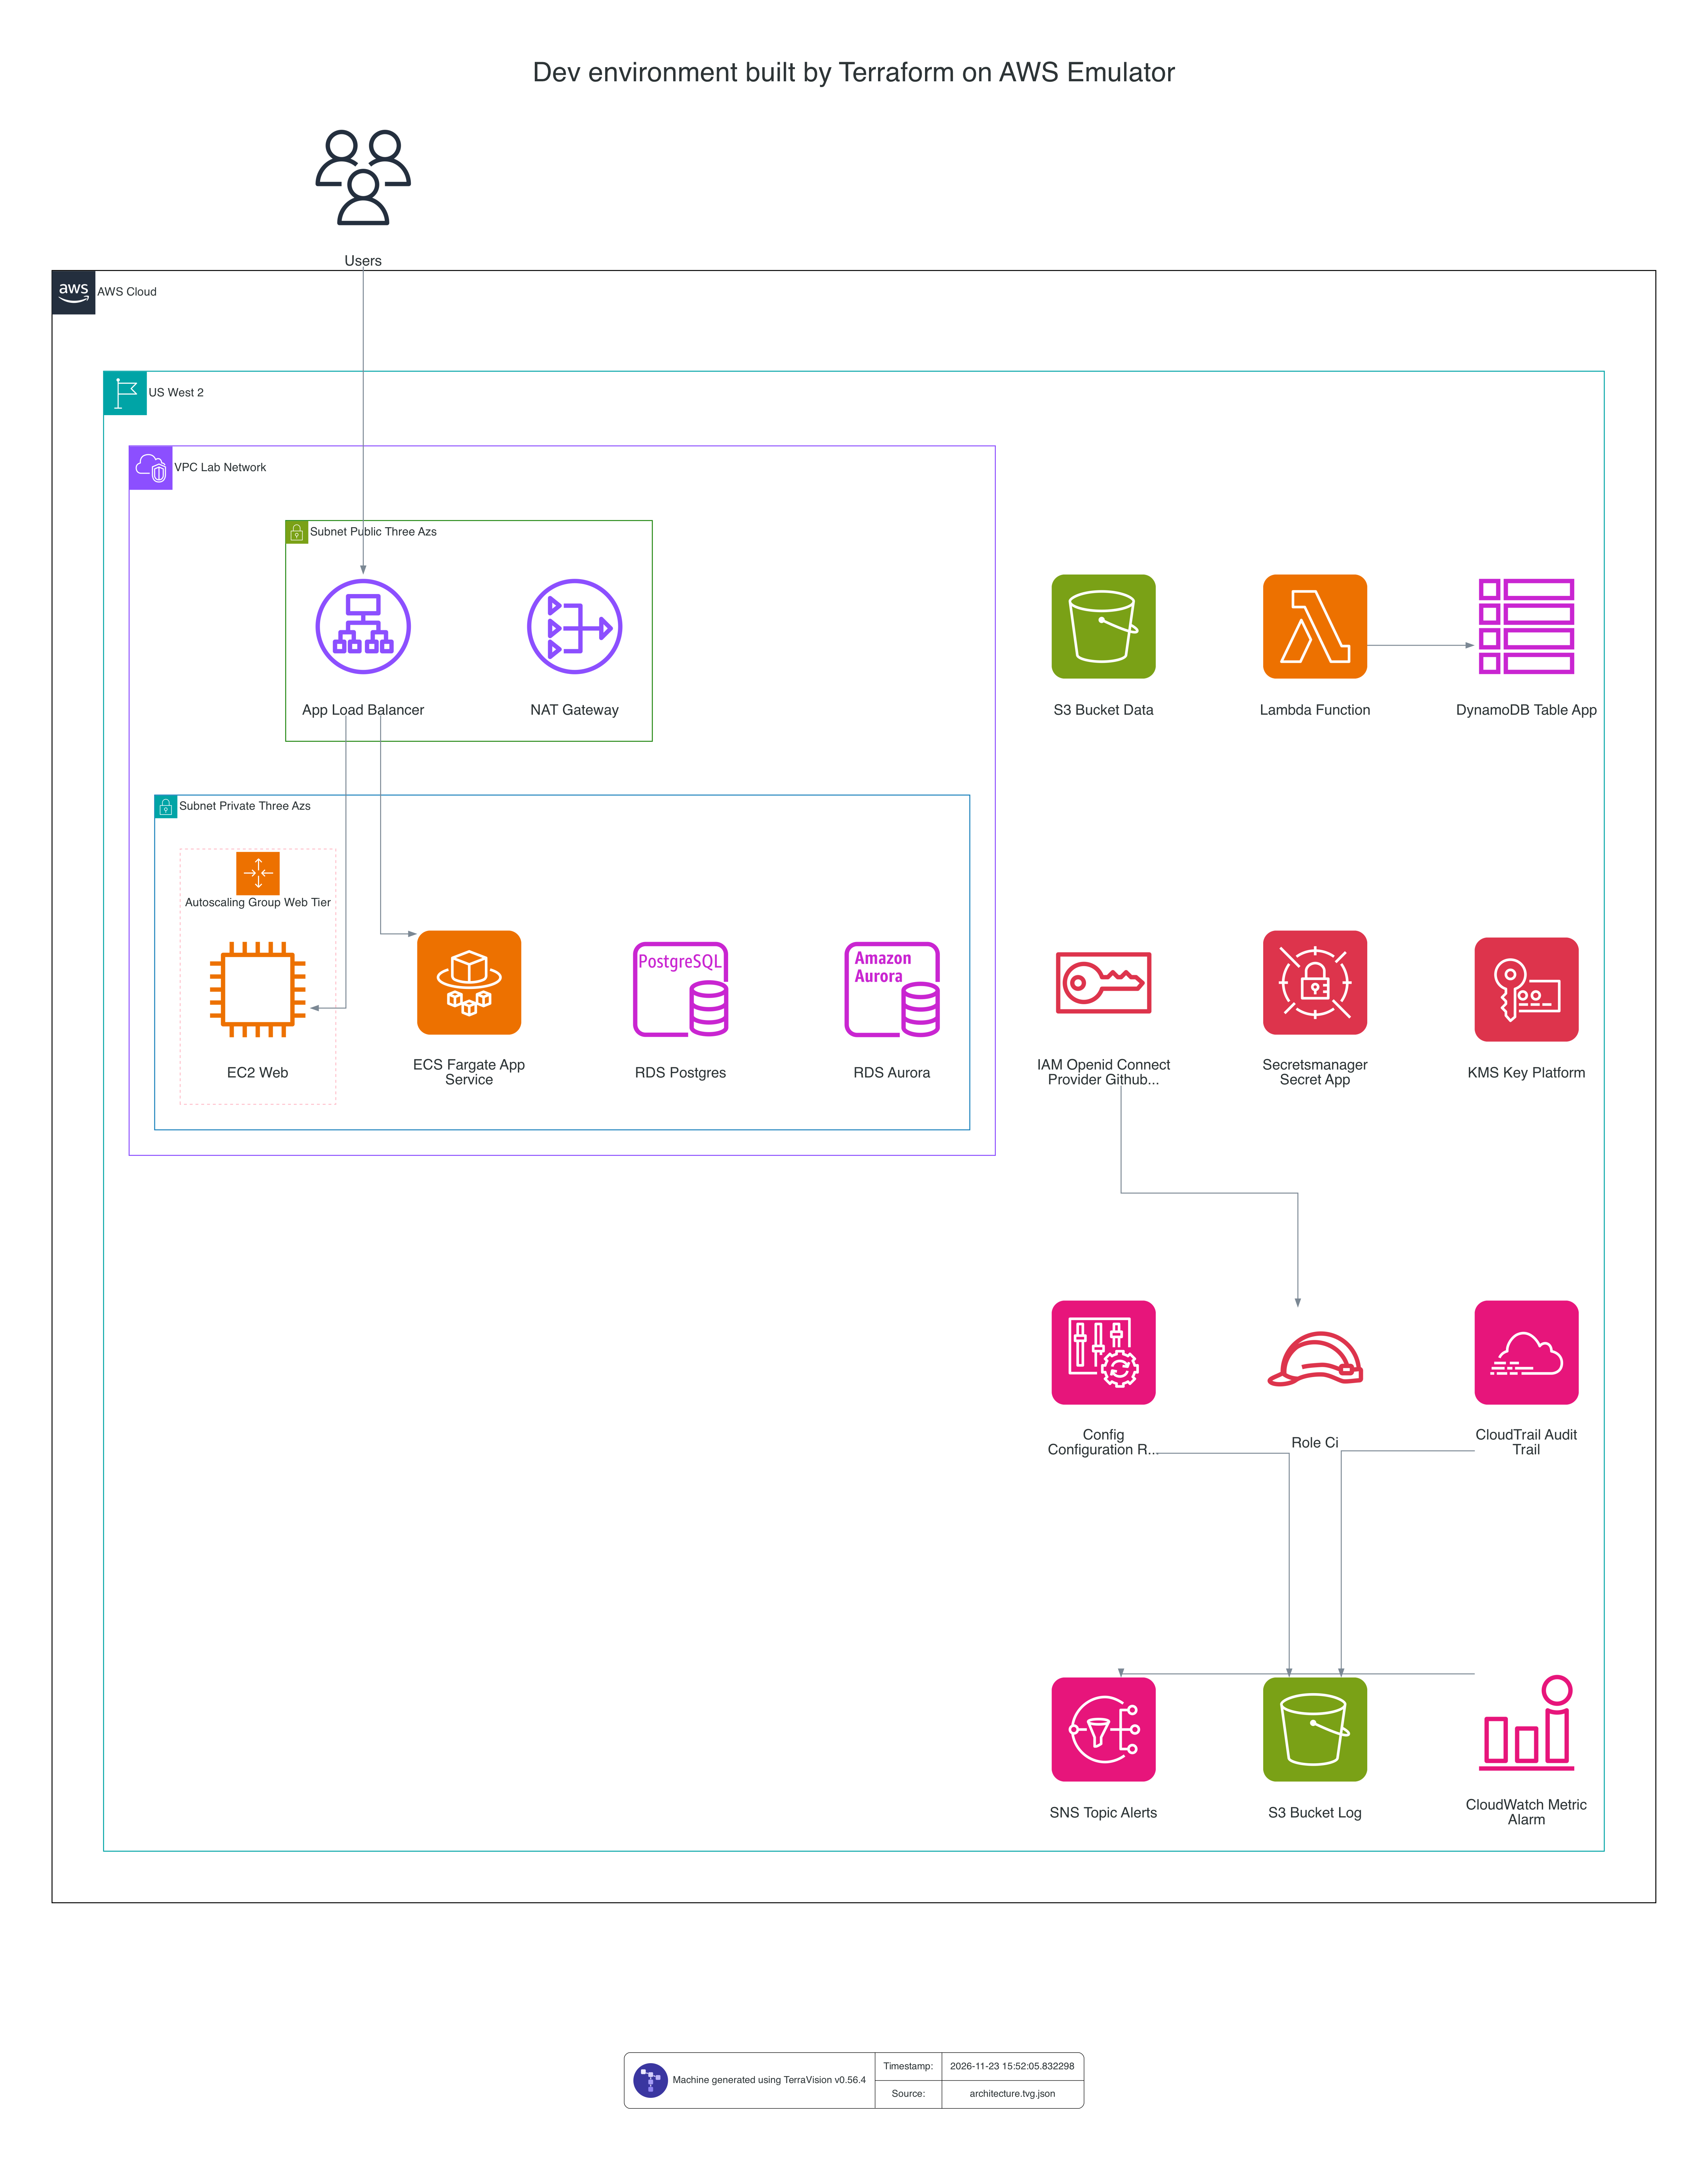 Dev environment built by Terraform on AWS Emulator
Users
aws
AWS Cloud
US West 2
VPC Lab Network
Subnet Public Three Azs
App Load Balancer
NAT Gateway
S3 Bucket Data
Lambda Function
DynamoDB Table App
Subnet Private Three Azs
Autoscaling Group Web Tier
EC2 Web
ECS Fargate App
Service
PostgreSQL
RDS Postgres
Amazon
Aurora
RDS Aurora
IAM Openid Connect
Provider Github...
Secretsmanager
Secret App
KMS Key Platform
Config
Configuration R...
Role Ci
CloudTrail Audit
Trail
SNS Topic Alerts
S3 Bucket Log
CloudWatch Metric
Alarm
Machine generated using TerraVision v0.56.4
Timestamp:
2026-11-23 15:52:05.832298
Source:
architecture.tvg.json